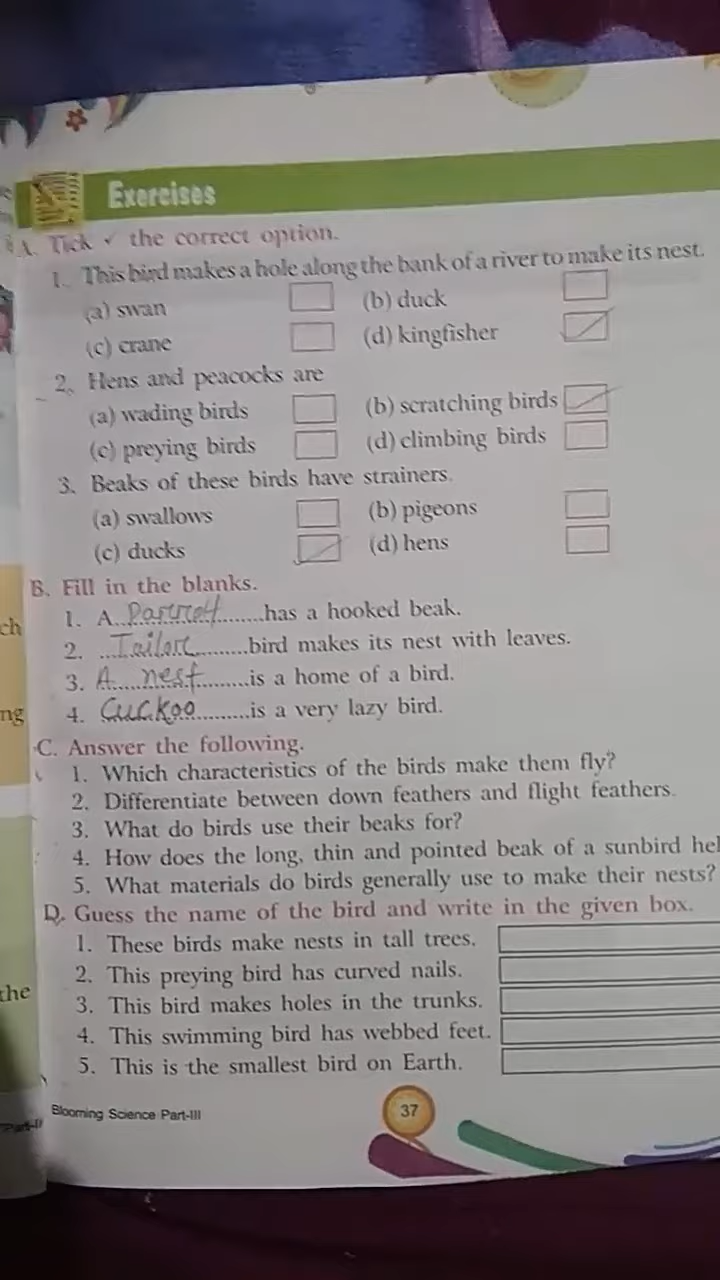 Exercises
A. Tick ✓ the correct option.
1. This bird makes a hole along the bank of a river to make its nest.
(a) swan (b) duck
(c) crane (d) kingfisher
2. Hens and peacocks are
(a) wading birds (b) scratching birds
(c) preying birds (d) climbing birds
3. Beaks of these birds have strainers.
(a) swallows (b) pigeons
(c) ducks (d) hens
B. Fill in the blanks.
1. A..............has a hooked beak.
2. ...Tailor.........bird makes its nest with leaves.
3. A....nest........is a home of a bird.
4. Cuckoo..........is a very lazy bird.
C. Answer the following.
1. Which characteristics of the birds make them fly?
2. Differentiate between down feathers and flight feathers.
3. What do birds use their beaks for?
4. How does the long, thin and pointed beak of a sunbird hel
5. What materials do birds generally use to make their nests?
D. Guess the name of the bird and write in the given box.
1. These birds make nests in tall trees.
2. This preying bird has curved nails.
3. This bird makes holes in the trunks.
4. This swimming bird has webbed feet.
5. This is the smallest bird on Earth.
Blooming Science Part-III
37
ch
ng
the